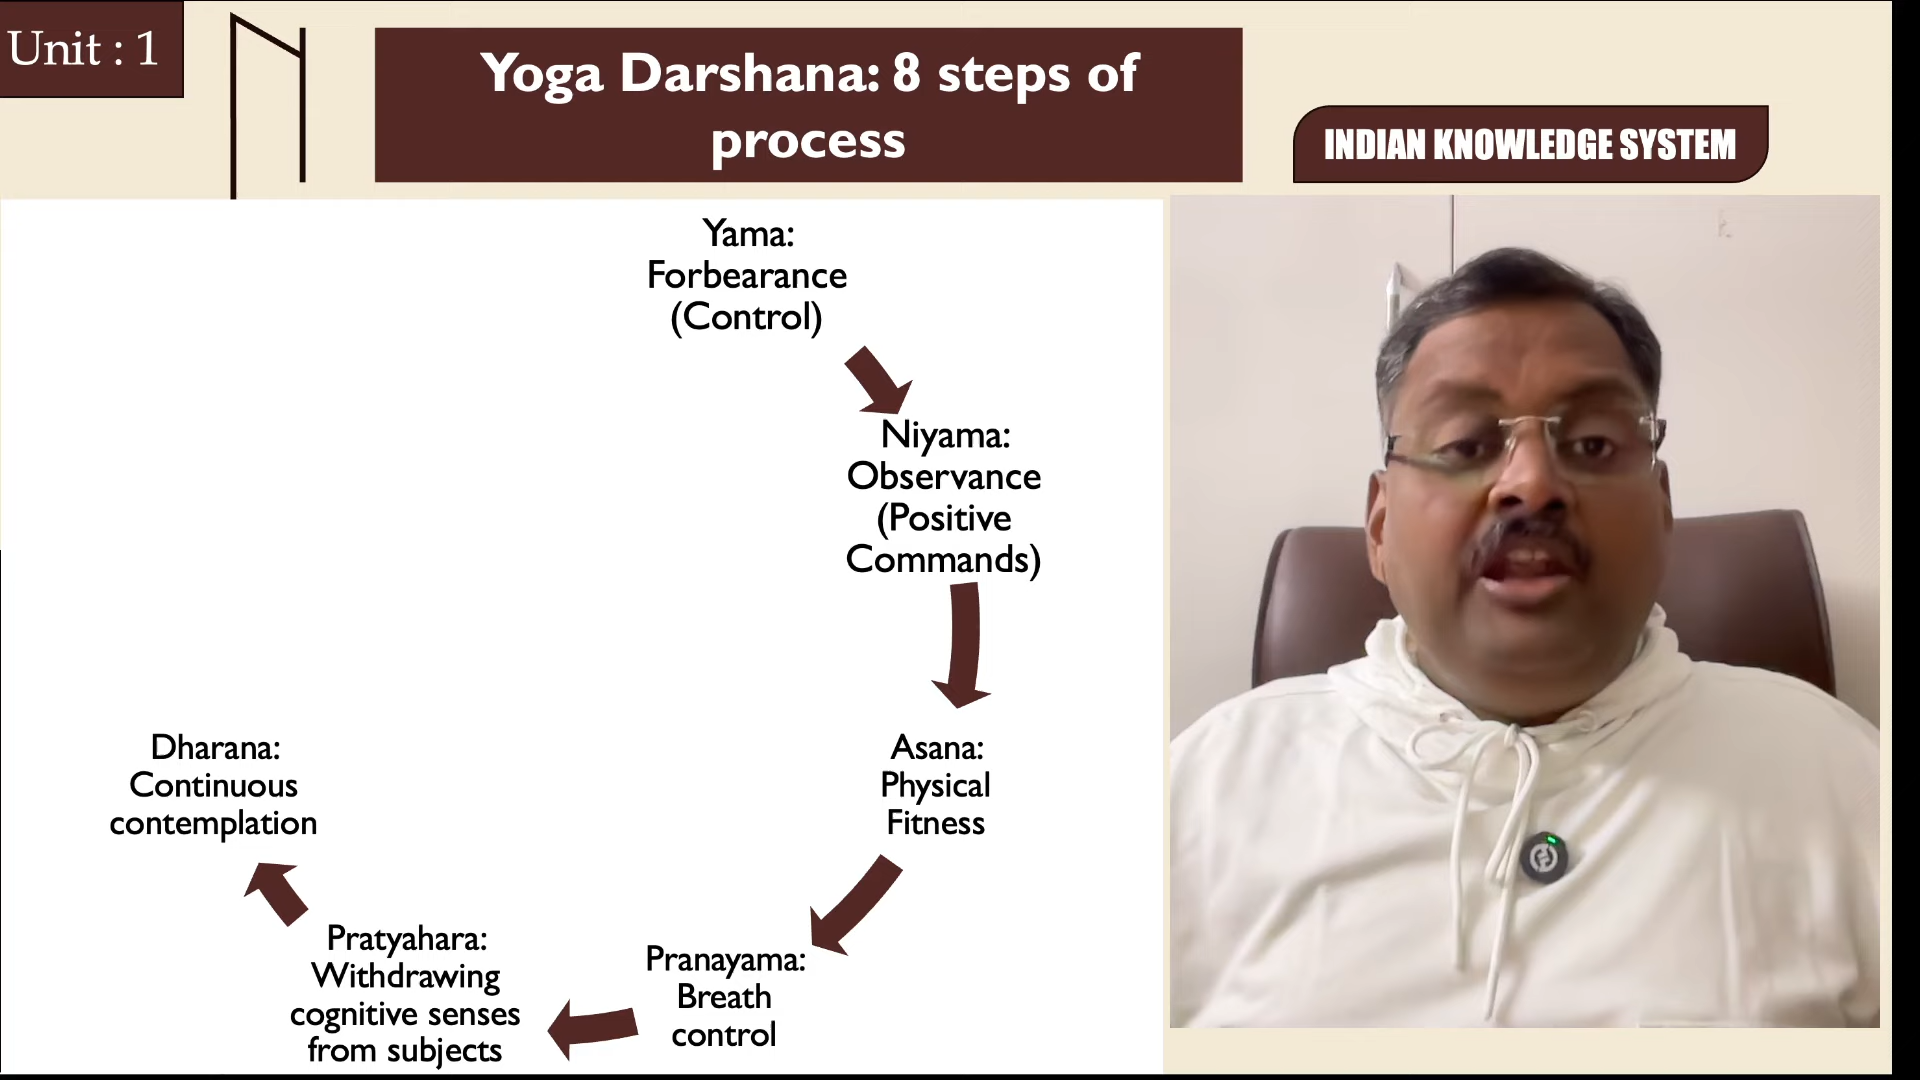 Unit : 1
Yoga Darshana: 8 steps of
process
INDIAN KNOWLEDGE SYSTEM
Yama:
Forbearance
(Control)
Niyama:
Observance
(Positive
Commands)
Asana:
Physical
Fitness
Pranayama:
Breath
control
Pratyahara:
Withdrawing
cognitive senses
from subjects
Dharana:
Continuous
contemplation